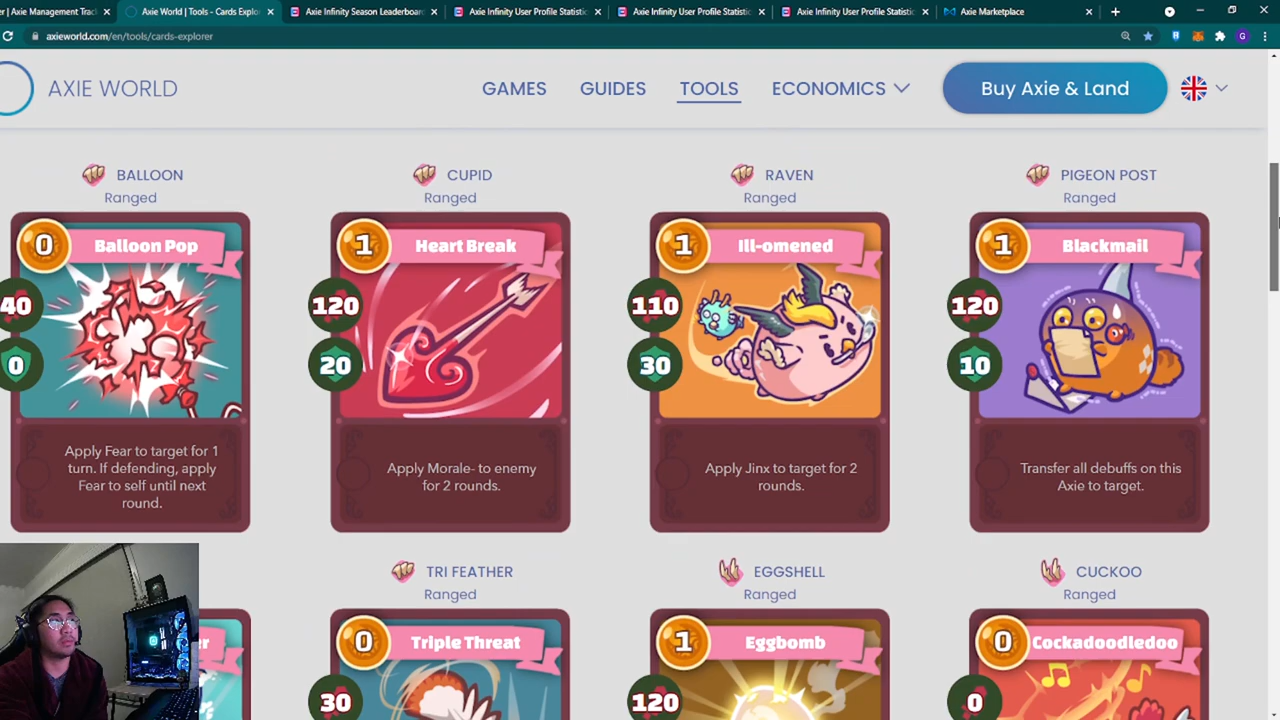 r | Axie Management Track
Axie World | Tools - Cards Explo
Axie Infinity Season Leaderboar
Axie Infinity User Profile Statisti
Axie Infinity User Profile Statisti
Axie Infinity User Profile Statisti
Axie Marketplace
axieworld.com/en/tools/cards-explorer
G
AXIE WORLD
GAMES
GUIDES
TOOLS
ECONOMICS
Buy Axie & Land
BALLOON
Ranged
CUPID
Ranged
RAVEN
Ranged
PIGEON POST
Ranged
0
Balloon Pop
40
0
Apply Fear to target for 1
turn. If defending, apply
Fear to self until next
round.
1
Heart Break
120
20
Apply Morale- to enemy
for 2 rounds.
1
Ill-omened
110
30
Apply Jinx to target for 2
rounds.
1
Blackmail
120
10
Transfer all debuffs on this
Axie to target.
TRI FEATHER
Ranged
EGGSHELL
Ranged
CUCKOO
Ranged
r
0
Triple Threat
30
1
Eggbomb
120
0
Cockadoodledoo
0